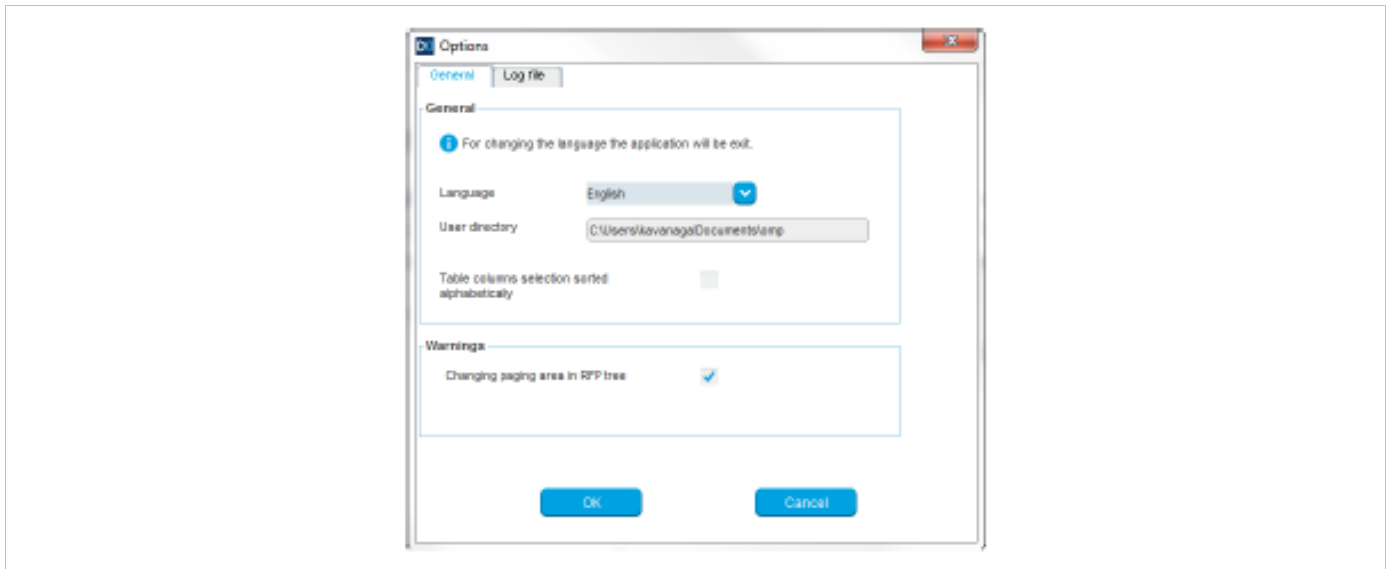 Options
General
Log file
General
For changing the language the application will be exit.
Language
English
User directory
C:\Users\kavanaga\Documents\omp
Table columns selection sorted
alphabetically
Warnings
Changing paging area in RFP tree
OK
Cancel